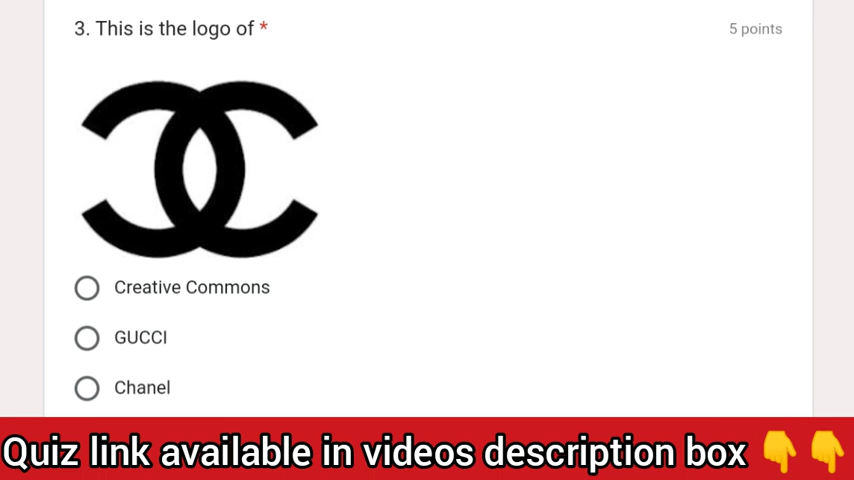 3. This is the logo of *
5 points
Creative Commons
GUCCI
Chanel
Quiz link available in videos description box 👇👇